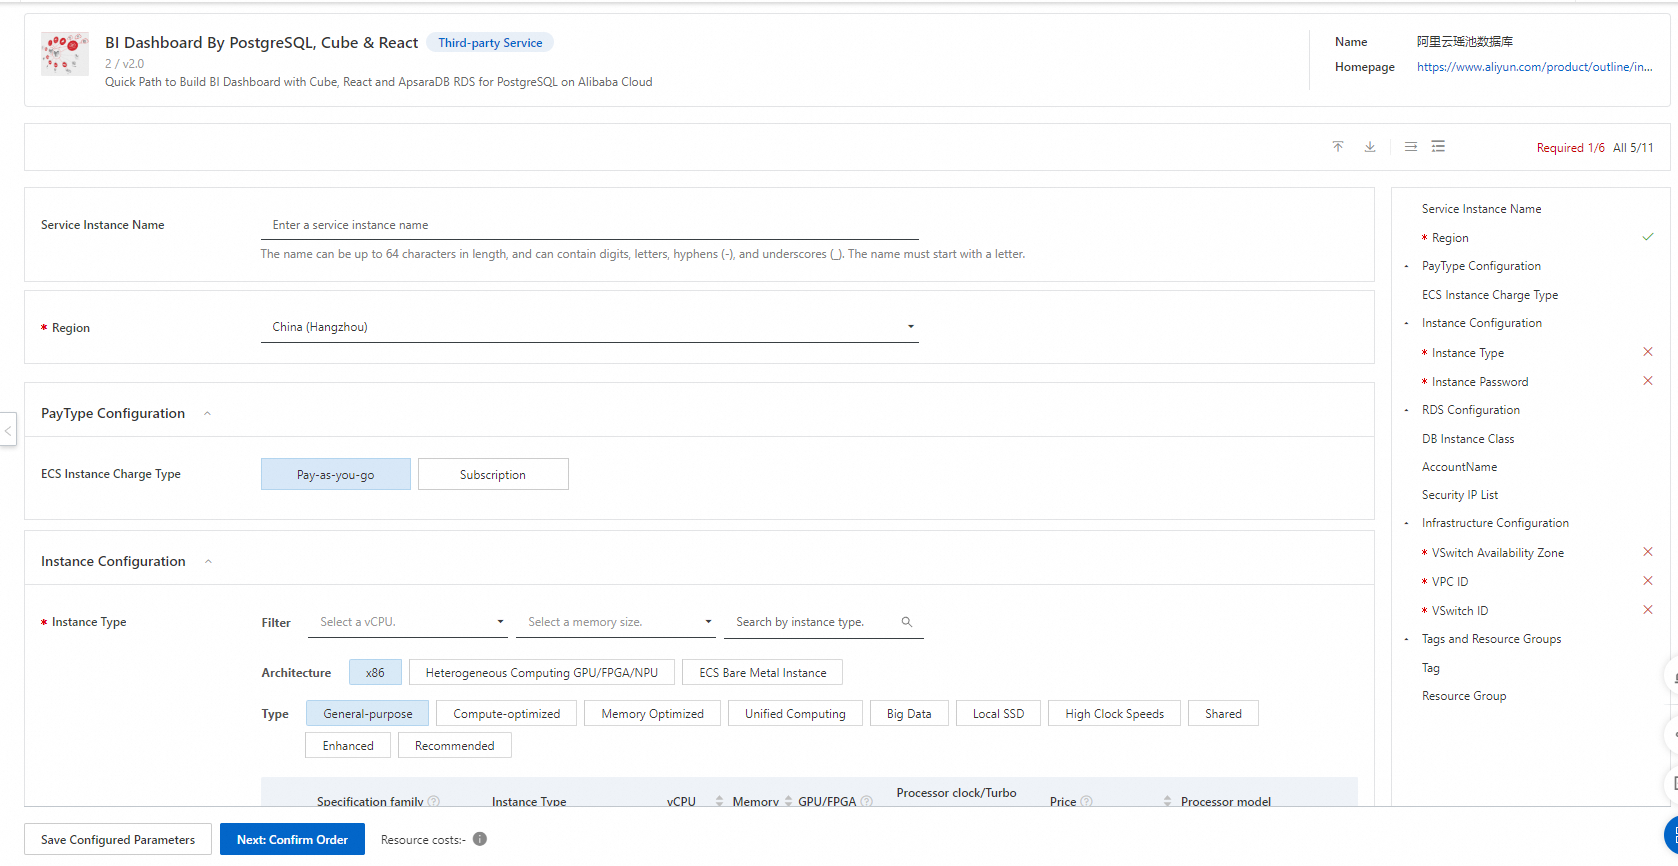 BI Dashboard By PostgreSQL, Cube & React Third-party Service
2 / v2.0
Quick Path to Build BI Dashboard with Cube, React and ApsaraDB RDS for PostgreSQL on Alibaba Cloud
Name 阿里云瑶池数据库
Homepage https://www.aliyun.com/product/outline/in...
Required 1/6 All 5/11
Service Instance Name
Enter a service instance name
The name can be up to 64 characters in length, and can contain digits, letters, hyphens (-), and underscores (_). The name must start with a letter.
* Region
China (Hangzhou)
PayType Configuration
ECS Instance Charge Type
Pay-as-you-go
Subscription
Instance Configuration
* Instance Type
Filter
Select a vCPU.
Select a memory size.
Search by instance type.
Architecture
x86
Heterogeneous Computing GPU/FPGA/NPU
ECS Bare Metal Instance
Type
General-purpose
Compute-optimized
Memory Optimized
Unified Computing
Big Data
Local SSD
High Clock Speeds
Shared
Enhanced
Recommended
Specification family
Instance Type
vCPU
Memory
GPU/FPGA
Processor clock/Turbo
Price
Processor model
Service Instance Name
* Region
PayType Configuration
ECS Instance Charge Type
Instance Configuration
* Instance Type
* Instance Password
RDS Configuration
DB Instance Class
AccountName
Security IP List
Infrastructure Configuration
* VSwitch Availability Zone
* VPC ID
* VSwitch ID
Tags and Resource Groups
Tag
Resource Group
Save Configured Parameters
Next: Confirm Order
Resource costs:-